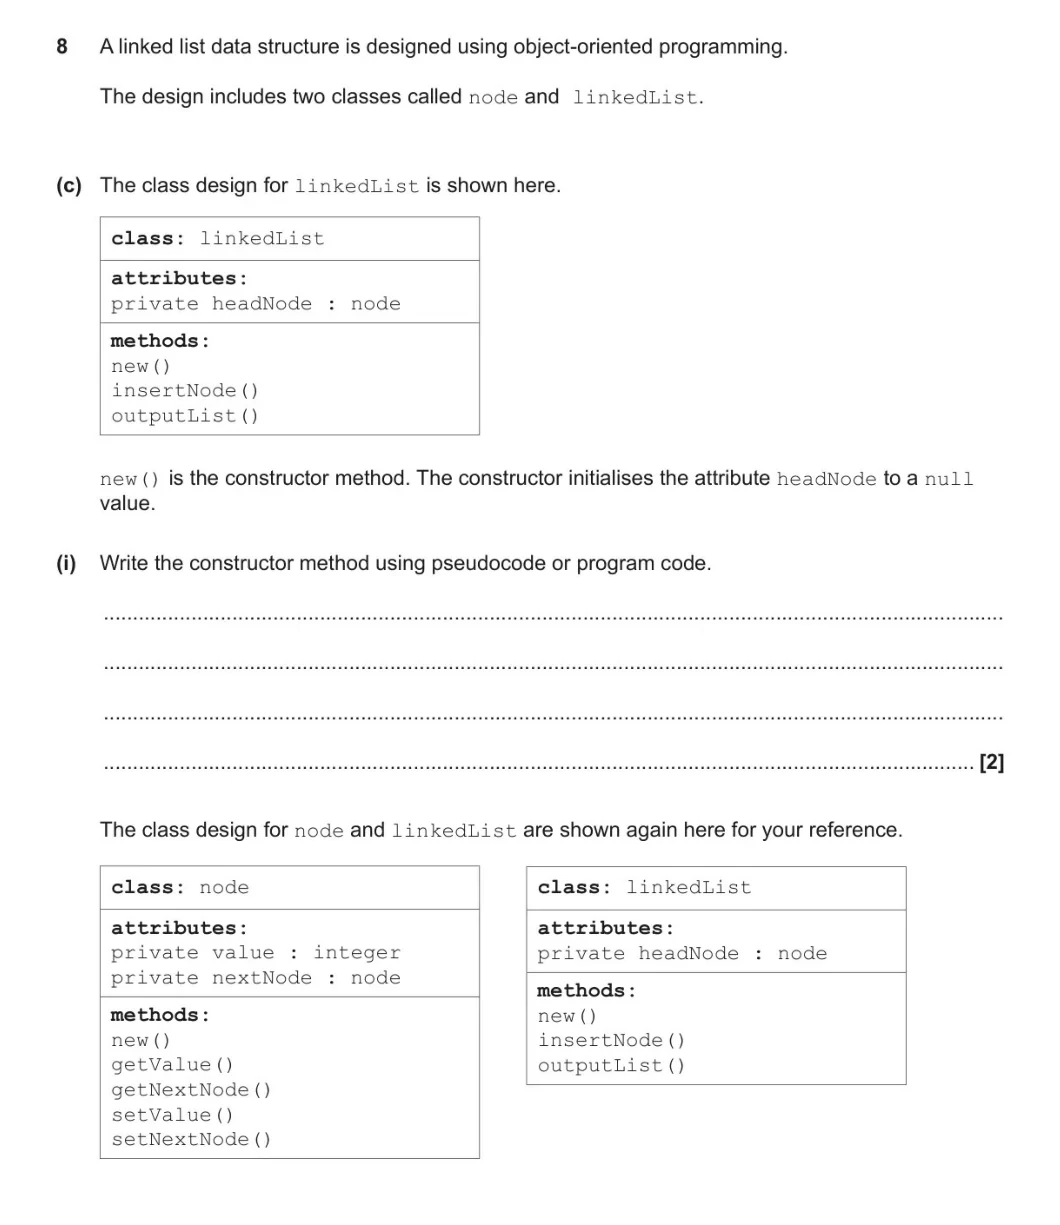 8 A linked list data structure is designed using object-oriented programming.
The design includes two classes called node and linkedList.
(c) The class design for linkedList is shown here.
class: linkedList
attributes:
private headNode : node
methods:
new()
insertNode()
outputList()
new() is the constructor method. The constructor initialises the attribute headNode to a null
value.
(i) Write the constructor method using pseudocode or program code.
[2]
The class design for node and linkedList are shown again here for your reference.
class: node
attributes:
private value : integer
private nextNode : node
methods:
new()
getValue()
getNextNode()
setValue()
setNextNode()
class: linkedList
attributes:
private headNode : node
methods:
new()
insertNode()
outputList()